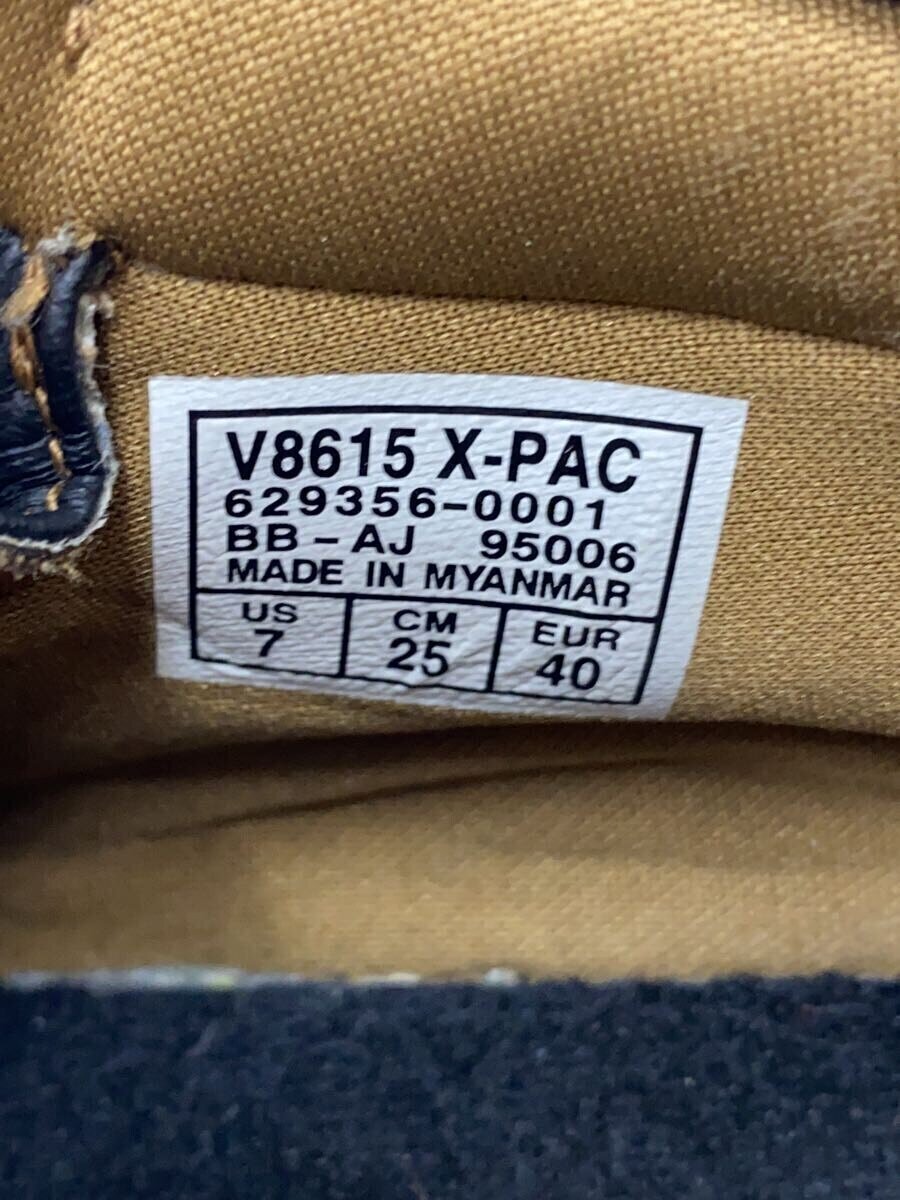 V8615 X-PAC
629356-0001
BB-AJ 95006
MADE IN MYANMAR
US CM EUR
7 25 40